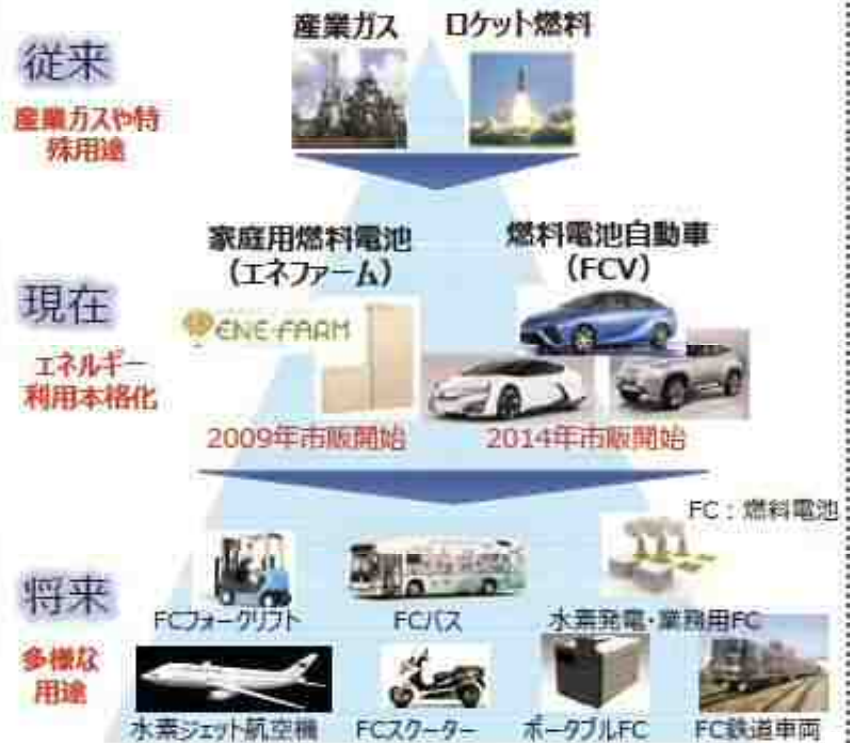 産業ガス ロケット燃料
従来
産業ガスや特
殊用途
家庭用燃料電池
(エネファーム)
燃料電池自動車
(FCV)
現在
ENE・FARM
エネルギー
利用本格化
2009年市販開始
2014年市販開始
FC：燃料電池
将来
FCフォークリフト
FCバス
水素発電・業務用FC
多様な
用途
水素ジェット航空機
FCスクーター
ポータブルFC
FC鉄道車両